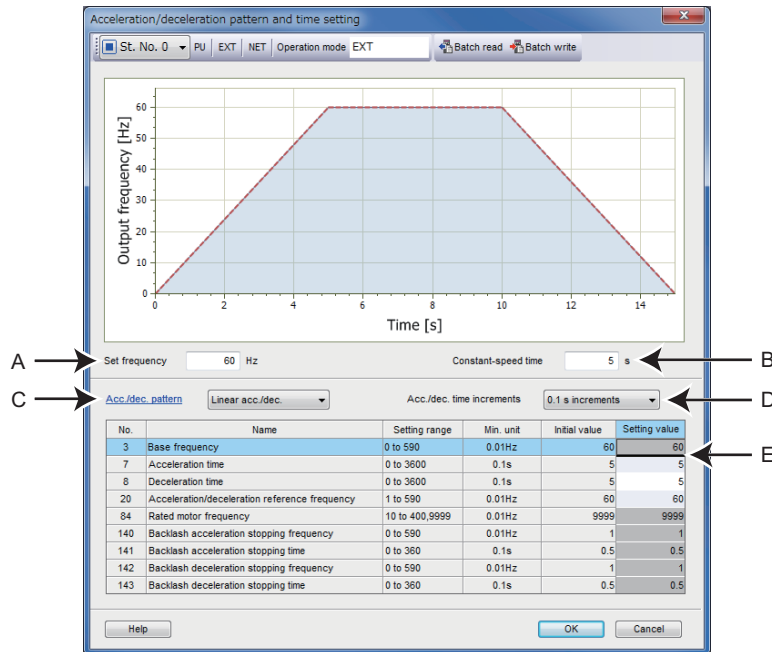 Acceleration/deceleration pattern and time setting
x
St. No. 0 PU EXT NET Operation mode EXT Batch read Batch write
Output frequency [Hz]
60
50
40
30
20
10
0
0 2 4 6 8 10 12 14
Time [s]
A Set frequency 60 Hz Constant-speed time 5 s B
C Acc./dec. pattern Linear acc./dec. Acc./dec. time increments 0.1 s increments D
No. Name Setting range Min. unit Initial value Setting value
3 Base frequency 0 to 590 0.01Hz 60 60
E
7 Acceleration time 0 to 3600 0.1s 5 5
8 Deceleration time 0 to 3600 0.1s 5 5
20 Acceleration/deceleration reference frequency 1 to 590 0.01Hz 60 60
84 Rated motor frequency 10 to 400,9999 0.01Hz 9999 9999
140 Backlash acceleration stopping frequency 0 to 590 0.01Hz 1 1
141 Backlash acceleration stopping time 0 to 360 0.1s 0.5 0.5
142 Backlash deceleration stopping frequency 0 to 590 0.01Hz 1 1
143 Backlash deceleration stopping time 0 to 360 0.1s 0.5 0.5
Help OK Cancel